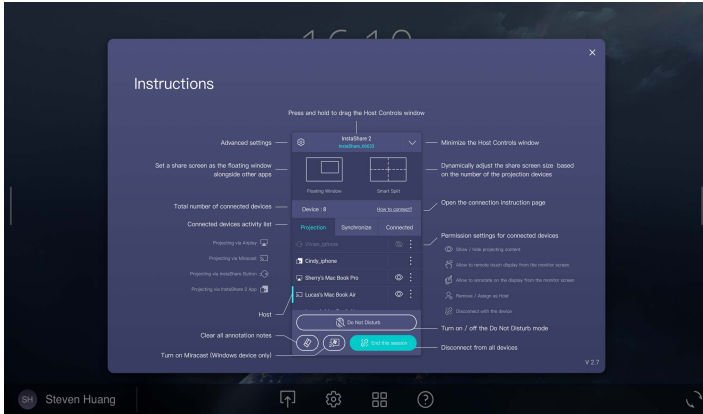 Instructions
Press and hold to drag the Host Controls window
Advanced settings
InstaShare 2
InstaShare_66622
Minimize the Host Controls window
Set a share screen as the floating window
alongside other apps
Floating Window
Smart Split
Dynamically adjust the share screen size based
on the number of the projection devices
Total number of connected devices
Device : 8
How to connect?
Open the connection instruction page
Connected devices activity list
Projection
Synchronize
Connected
Permission settings for connected devices
Projecting via Airplay
Projecting via Miracast
Projecting via InstaShare Button
Projecting via InstaShare 2 App
Vivian_iphone
Cindy_iphone
Sherry's Mac Book Pro
Lucas's Mac Book Air
Show / hide projecting content
Allow to remote touch display from the monitor screen
Allow to annotate on the display from the monitor screen
Remove / Assign as Host
Disconnect with the device
Host
Do Not Disturb
Turn on / off the Do Not Disturb mode
Clear all annotation notes
End this session
Disconnect from all devices
Turn on Miracast (Windows device only)
V 2.7
SH
Steven Huang